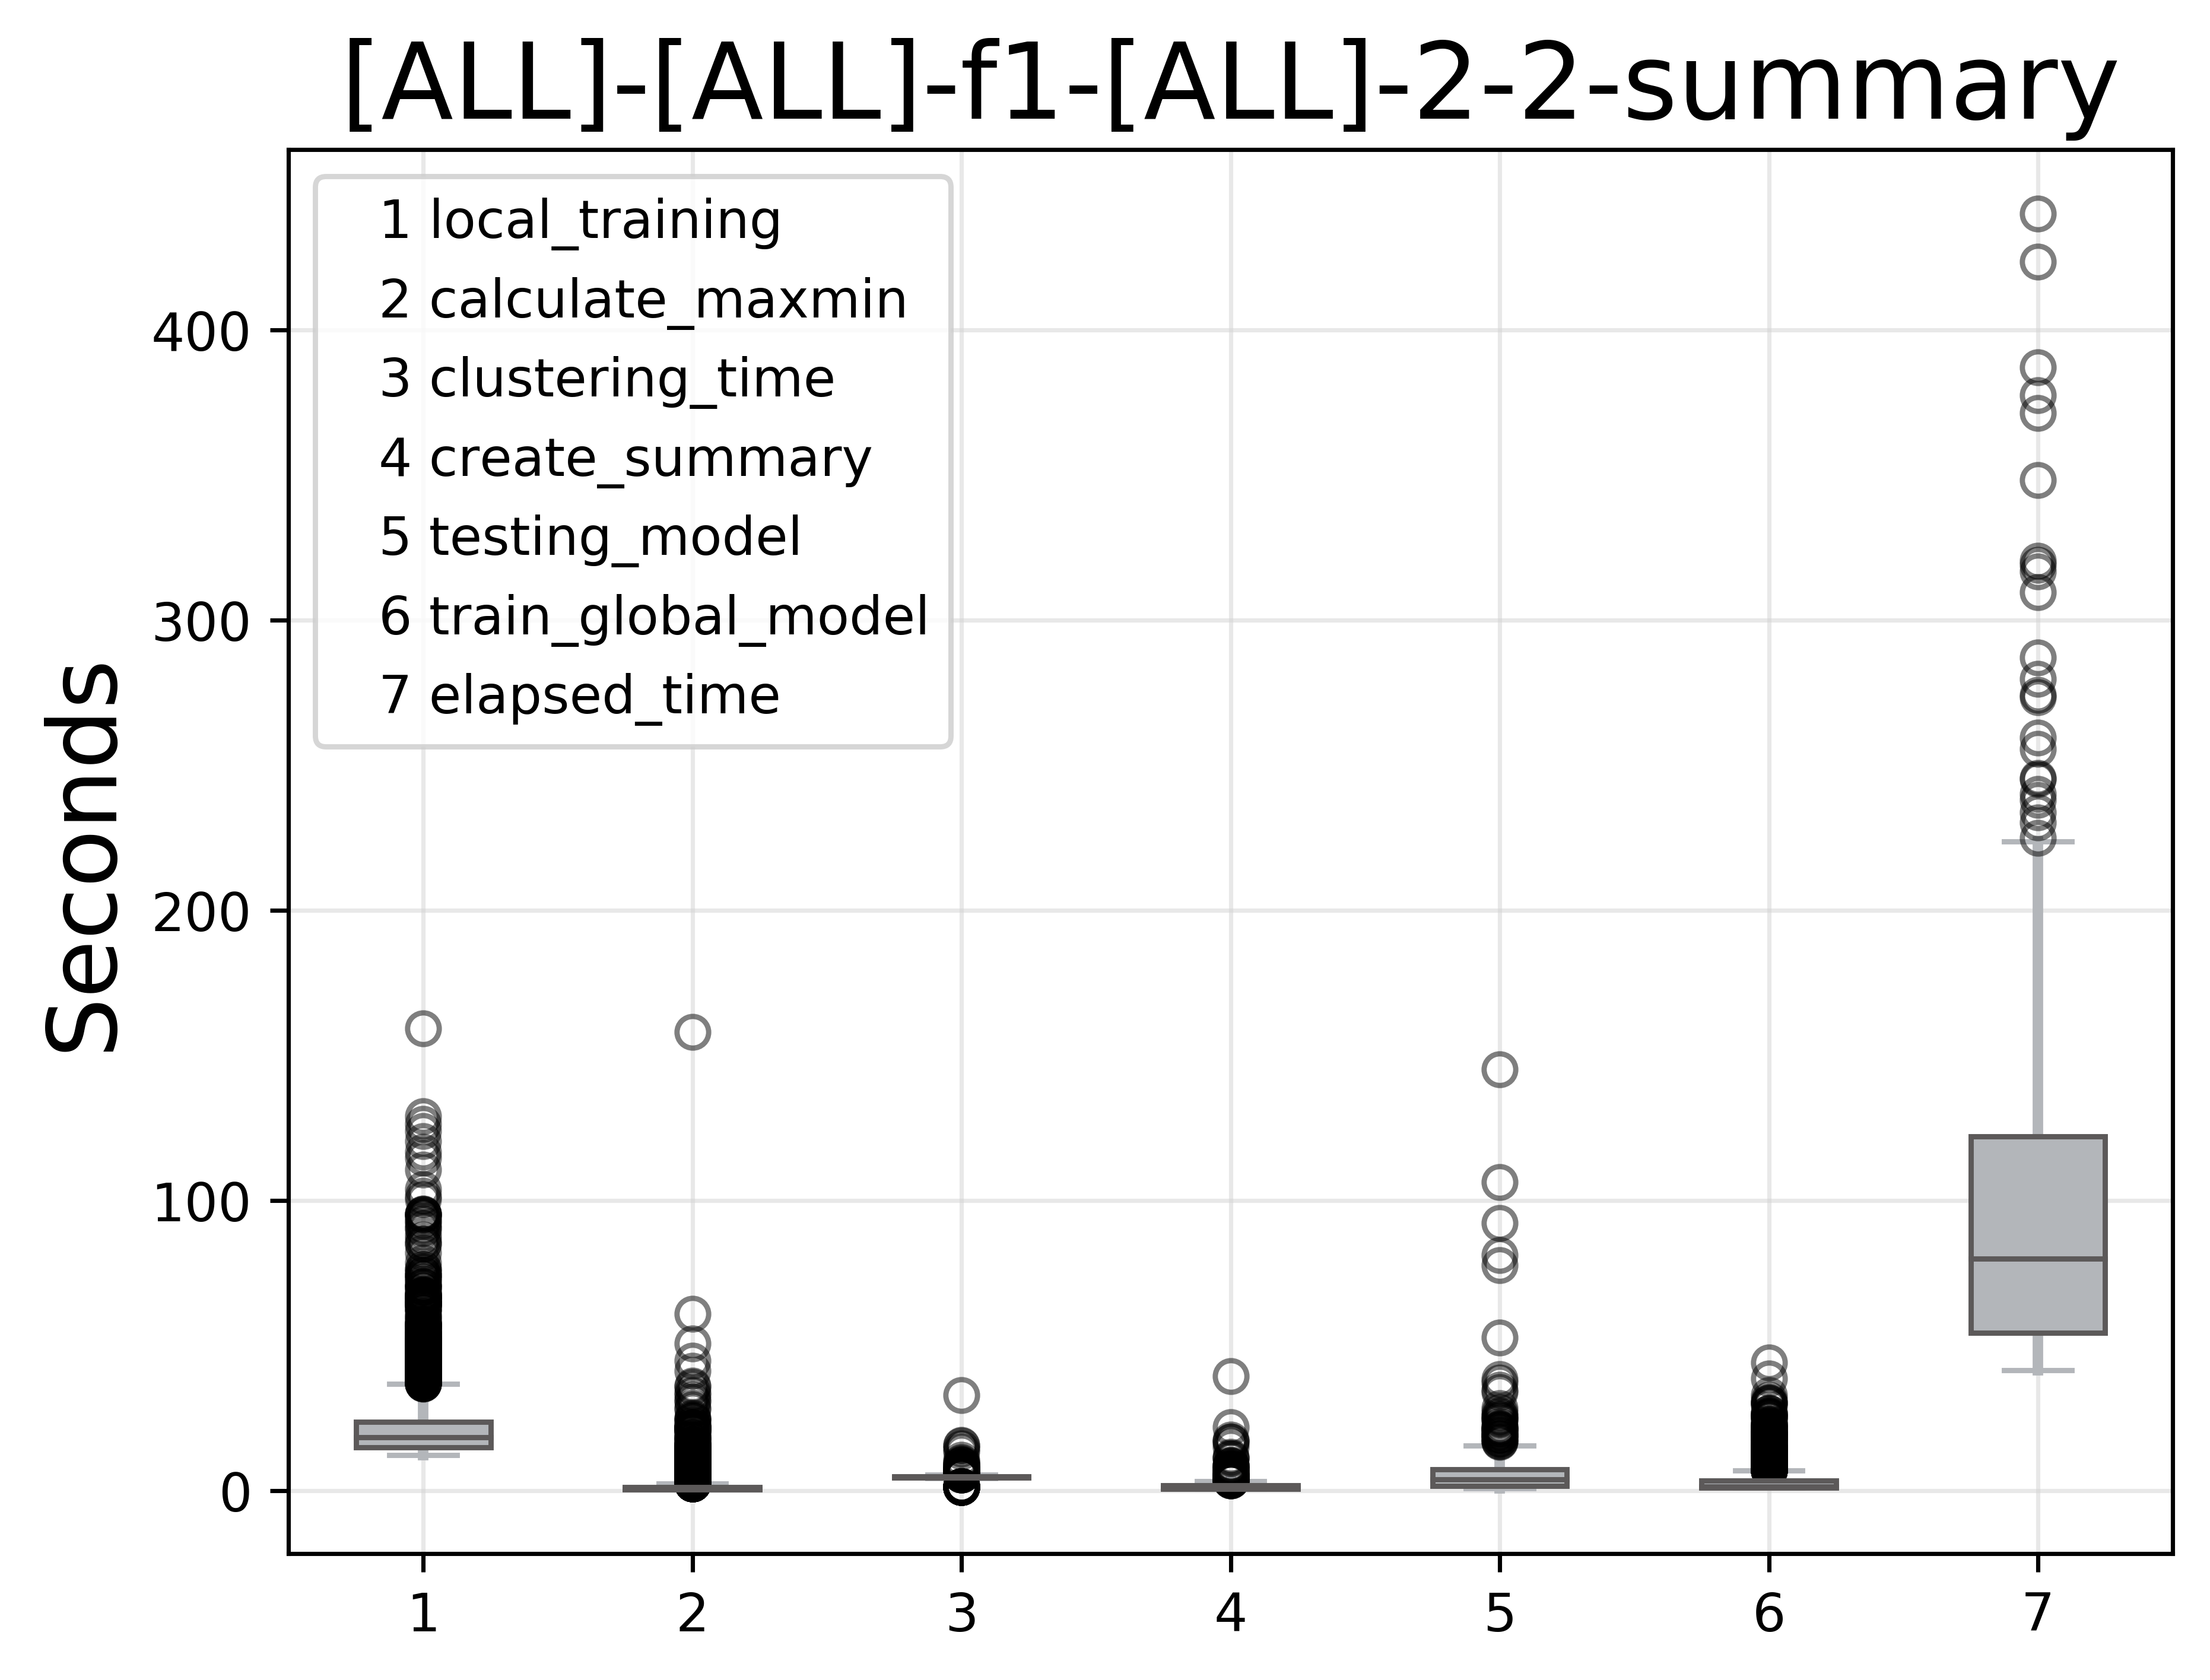 [ALL]-[ALL]-f1-[ALL]-2-2-summary
1 local_training
2 calculate_maxmin
3 clustering_time
4 create_summary
5 testing_model
6 train_global_model
7 elapsed_time
Seconds
400
300
200
100
0
1 2 3 4 5 6 7